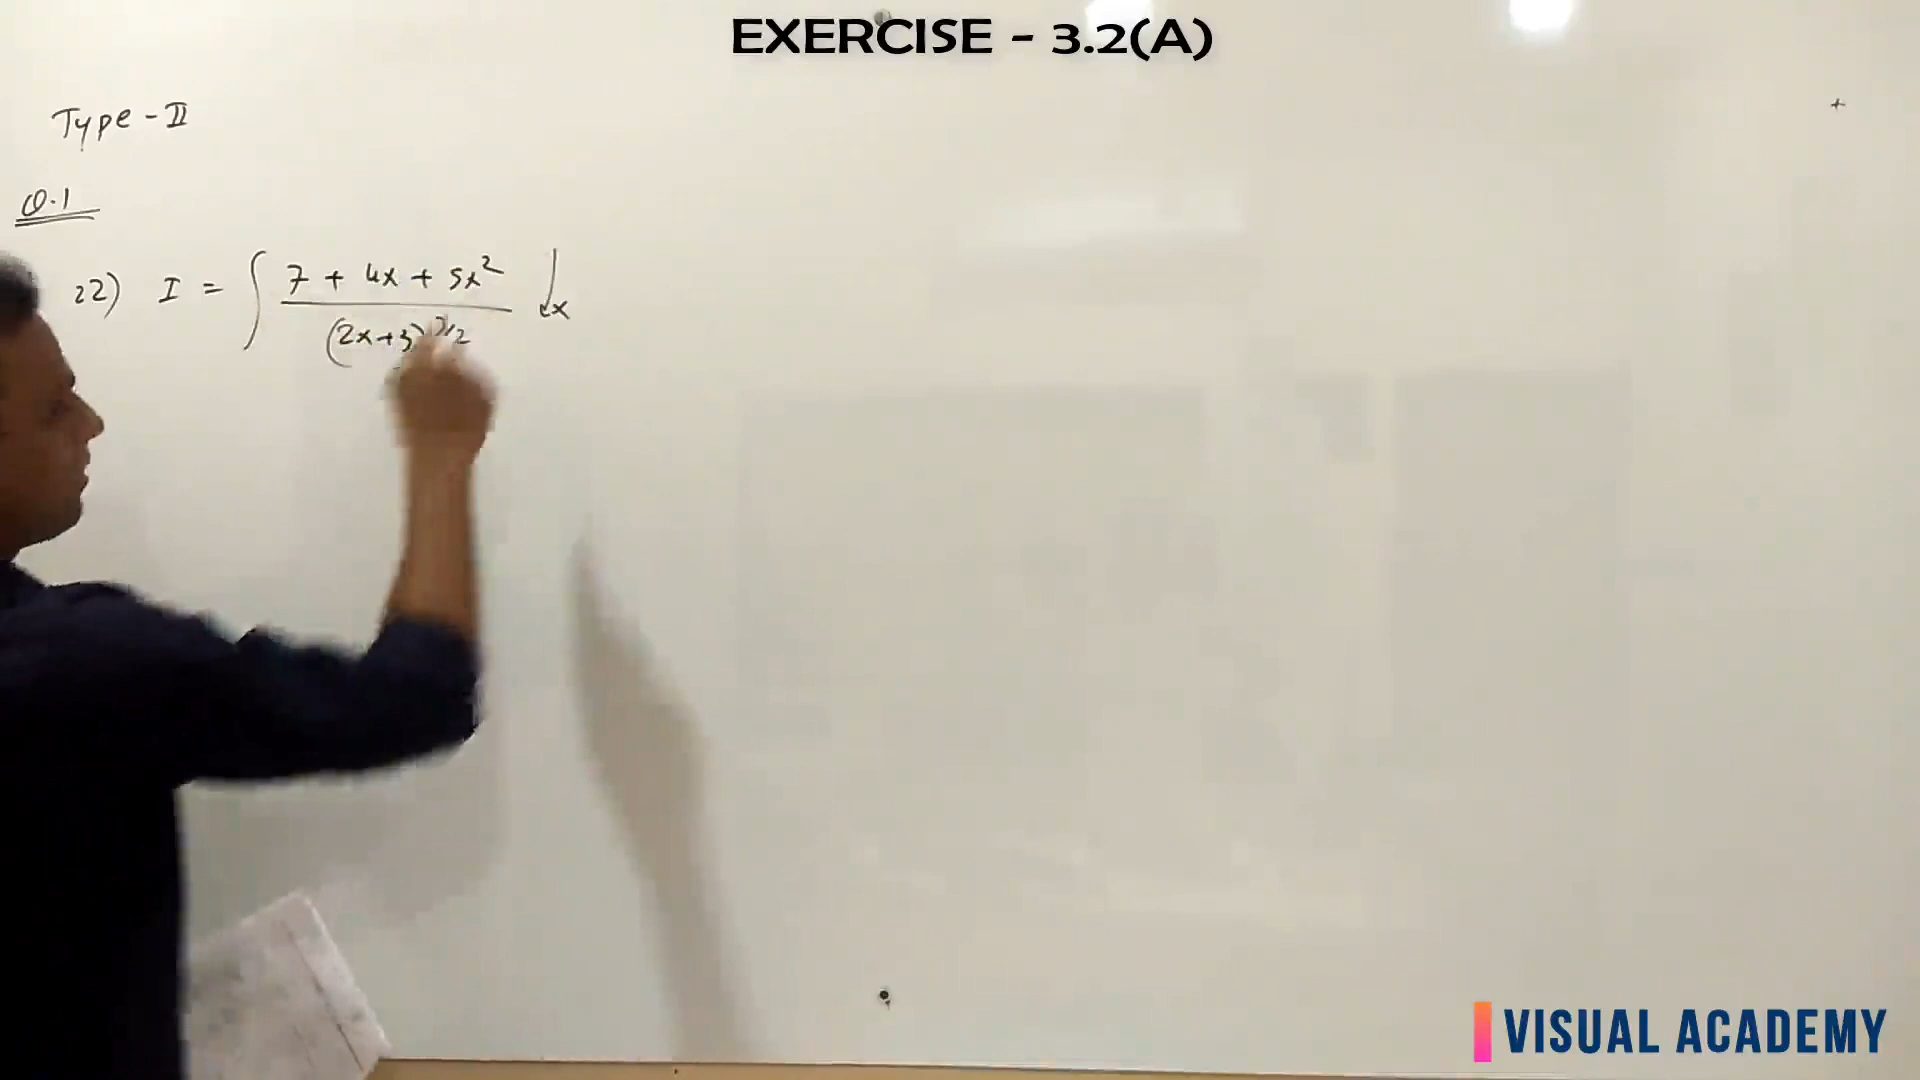 EXERCISE - 3.2(A)
Type - II
Q.1
22) I = ∫ 7 + 4x + 5x² dx
(2x+3)^3/2
VISUAL ACADEMY